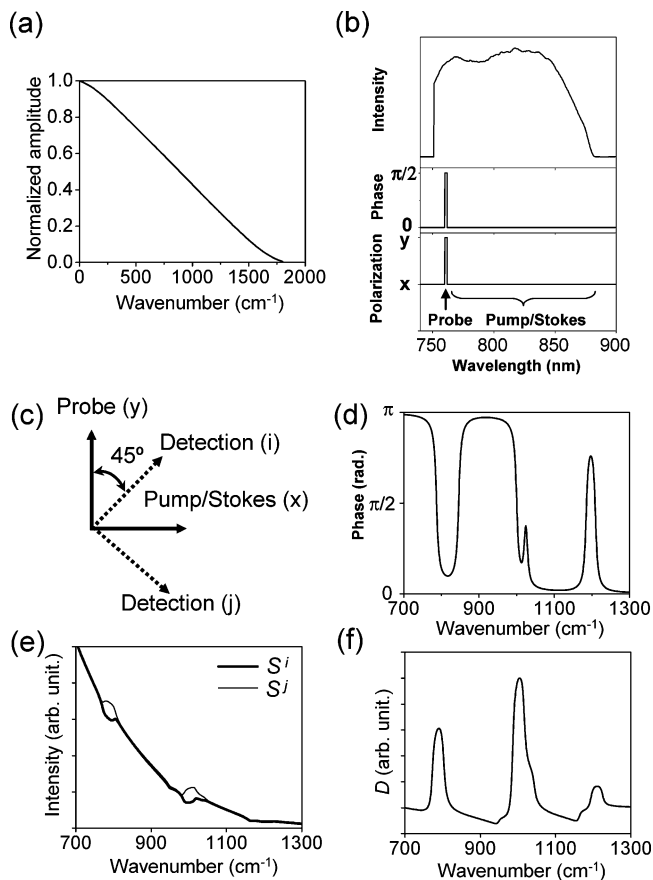 (a)
Normalized amplitude
1.0
0.8
0.6
0.4
0.2
0.0
0 500 1000 1500 2000
Wavenumber (cm⁻¹)
(b)
Intensity
Phase
π/2
0
Polarization
y
x
Probe Pump/Stokes
750 800 850 900
Wavelength (nm)
(c)
Probe (y)
45º
Detection (i)
Pump/Stokes (x)
Detection (j)
(d)
Phase (rad.)
π
π/2
0
700 900 1100 1300
Wavenumber (cm⁻¹)
(e)
Intensity (arb. unit.)
Sⁱ
Sʲ
700 900 1100 1300
Wavenumber (cm⁻¹)
(f)
D (arb. unit.)
700 900 1100 1300
Wavenumber (cm⁻¹)